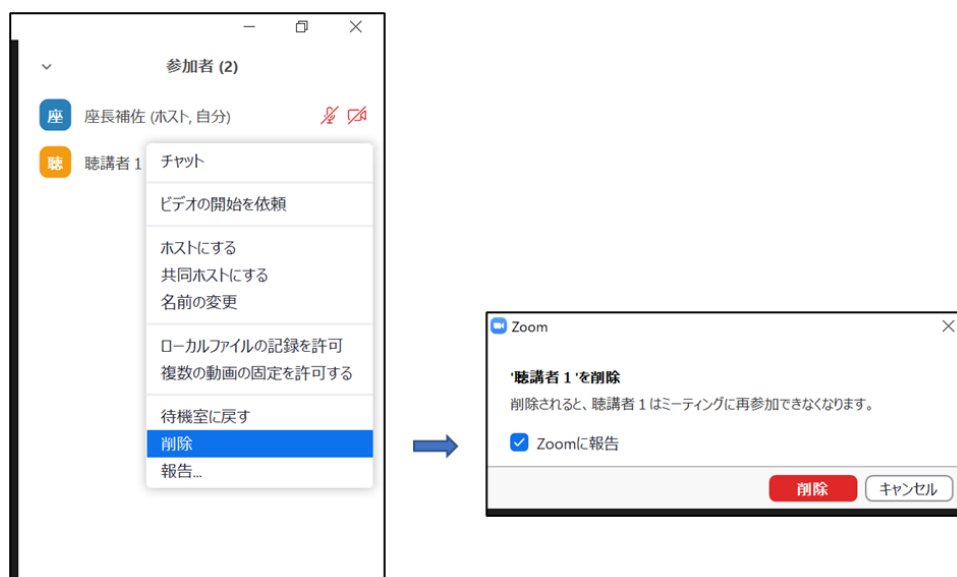 参加者 (2)
座 座長補佐 (ホスト, 自分)
聴 聴講者 1
チャット
ビデオの開始を依頼
ホストにする
共同ホストにする
名前の変更
ローカルファイルの記録を許可
複数の動画の固定を許可する
待機室に戻す
削除
報告...
Zoom
'聴講者 1 'を削除
削除されると、聴講者 1 はミーティングに再参加できなくなります。
Zoomに報告
削除 キャンセル